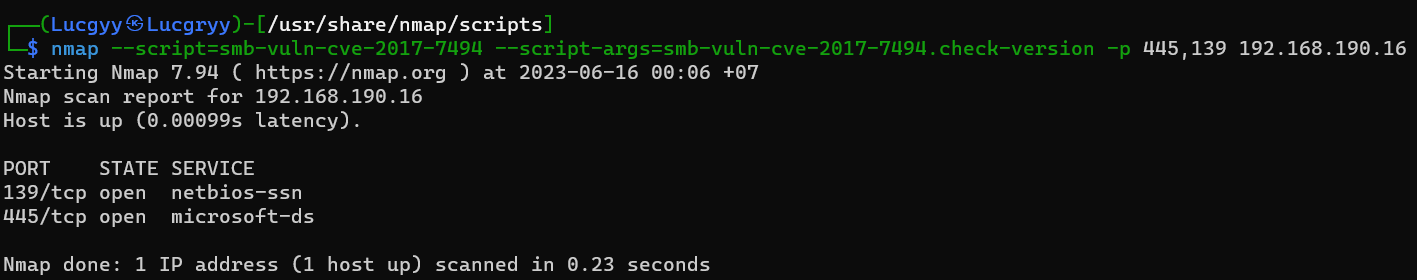 ┌──(Lucgyy㉿Lucgryy)-[/usr/share/nmap/scripts]
└─$ nmap --script=smb-vuln-cve-2017-7494 --script-args=smb-vuln-cve-2017-7494.check-version -p 445,139 192.168.190.16
Starting Nmap 7.94 ( https://nmap.org ) at 2023-06-16 00:06 +07
Nmap scan report for 192.168.190.16
Host is up (0.00099s latency).
PORT    STATE SERVICE
139/tcp open  netbios-ssn
445/tcp open  microsoft-ds
Nmap done: 1 IP address (1 host up) scanned in 0.23 seconds